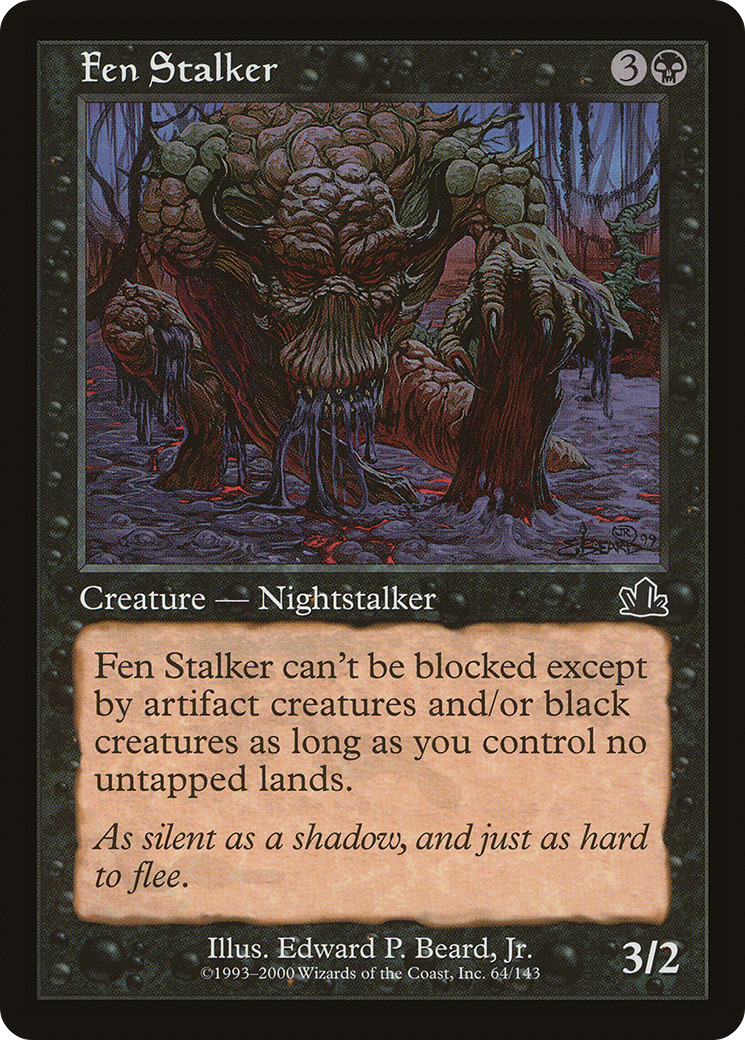 Fen Stalker 3
Creature — Nightstalker
Fen Stalker can't be blocked except
by artifact creatures and/or black
creatures as long as you control no
untapped lands.
As silent as a shadow, and just as hard
to flee.
Illus. Edward P. Beard, Jr.
©1993–2000 Wizards of the Coast, Inc. 64/143
3/2